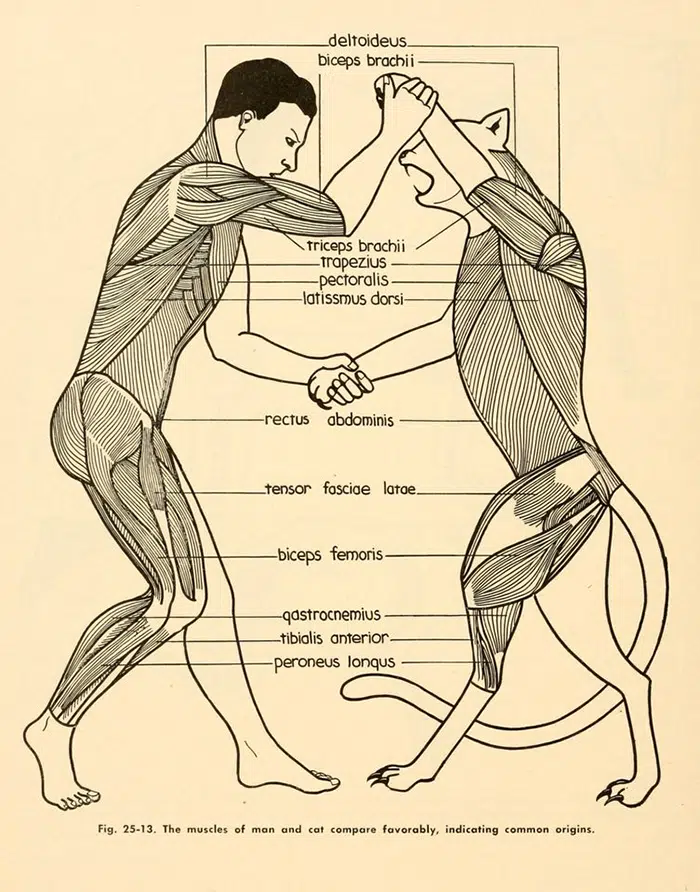 deltoideus
biceps brachii
triceps brachii
trapezius
pectoralis
latissmus dorsi
rectus abdominis
tensor fasciae latae
biceps femoris
gastrocnemius
tibialis anterior
peroneus longus
Fig. 25-13. The muscles of man and cat compare favorably, indicating common origins.